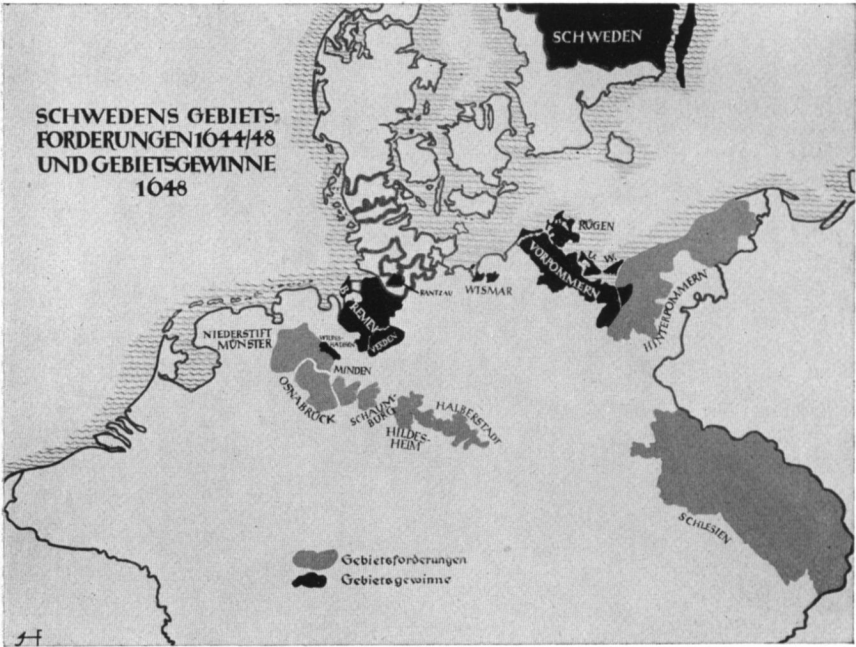 SCHWEDEN
SCHWEDENS GEBIETS-
FORDERUNGEN 1644/48
UND GEBIETSGEWINNE
1648
RÜGEN
U. W.
VORPOMMERN
HINTERPOMMERN
RANTZAU
WISMAR
BREMEN
VERDEN
NIEDERSTIFT
MÜNSTER
MINDEN
OSNABRÜCK
SCHAUM-
BURG
HALBERSTADT
HILDES-
HEIM
SCHLESIEN
Gebietsforderungen
Gebietsgewinne